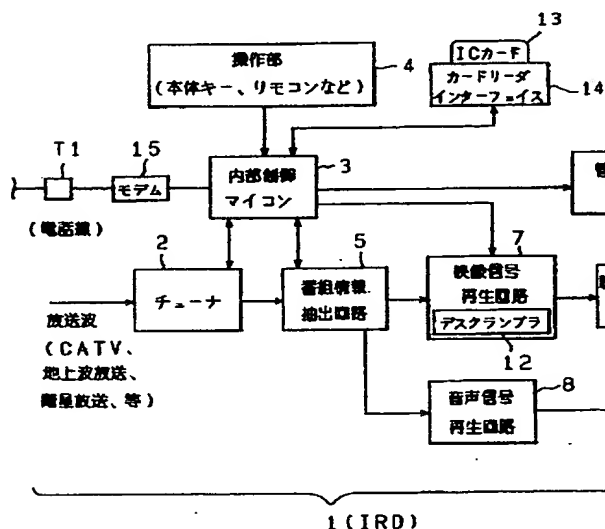 13
ICカード
操作部
(本体キー、リモコンなど)
4
カードリーダ
インターフェイス
14
T1
15
モデム
(電話線)
内部制御
マイコン
3
2
チューナ
5
番組情報
抽出回路
7
映像信号
再生回路
デスクランブラ
12
放送波
(CATV、
地上波放送、
衛星放送、等)
8
音声信号
再生回路
1(IRD)